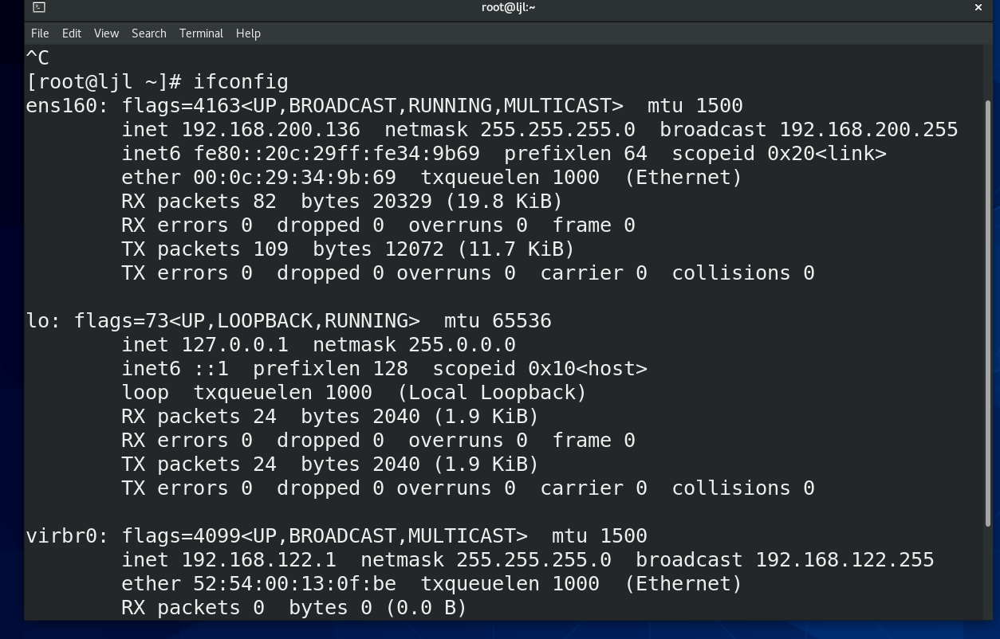 root@ljl:~
File Edit View Search Terminal Help
^C
[root@ljl ~]# ifconfig
ens160: flags=4163<UP,BROADCAST,RUNNING,MULTICAST>  mtu 1500
        inet 192.168.200.136  netmask 255.255.255.0  broadcast 192.168.200.255
        inet6 fe80::20c:29ff:fe34:9b69  prefixlen 64  scopeid 0x20<link>
        ether 00:0c:29:34:9b:69  txqueuelen 1000  (Ethernet)
        RX packets 82  bytes 20329 (19.8 KiB)
        RX errors 0  dropped 0  overruns 0  frame 0
        TX packets 109  bytes 12072 (11.7 KiB)
        TX errors 0  dropped 0 overruns 0  carrier 0  collisions 0
lo: flags=73<UP,LOOPBACK,RUNNING>  mtu 65536
        inet 127.0.0.1  netmask 255.0.0.0
        inet6 ::1  prefixlen 128  scopeid 0x10<host>
        loop  txqueuelen 1000  (Local Loopback)
        RX packets 24  bytes 2040 (1.9 KiB)
        RX errors 0  dropped 0  overruns 0  frame 0
        TX packets 24  bytes 2040 (1.9 KiB)
        TX errors 0  dropped 0 overruns 0  carrier 0  collisions 0
virbr0: flags=4099<UP,BROADCAST,MULTICAST>  mtu 1500
        inet 192.168.122.1  netmask 255.255.255.0  broadcast 192.168.122.255
        ether 52:54:00:13:0f:be  txqueuelen 1000  (Ethernet)
        RX packets 0  bytes 0 (0.0 B)